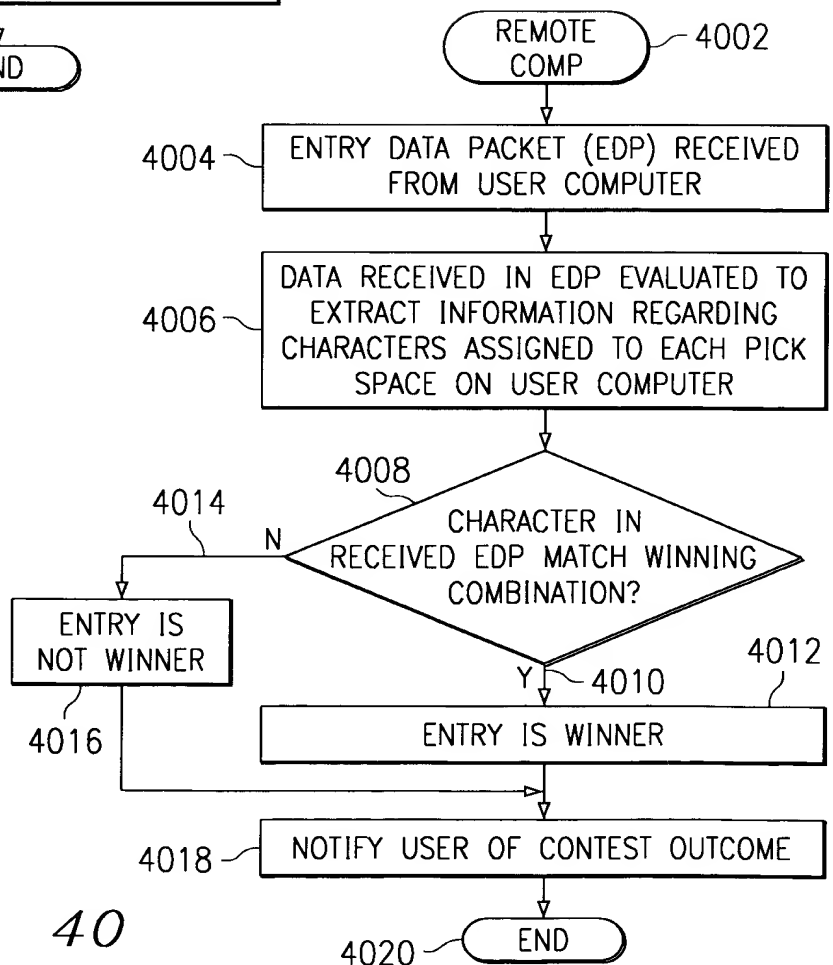 ND
REMOTE
COMP
4002
4004
ENTRY DATA PACKET (EDP) RECEIVED
FROM USER COMPUTER
4006
DATA RECEIVED IN EDP EVALUATED TO
EXTRACT INFORMATION REGARDING
CHARACTERS ASSIGNED TO EACH PICK
SPACE ON USER COMPUTER
4008
4014
N
CHARACTER IN
RECEIVED EDP MATCH WINNING
COMBINATION?
ENTRY IS
NOT WINNER
4016
Y
4010
4012
ENTRY IS WINNER
4018
NOTIFY USER OF CONTEST OUTCOME
40
4020
END